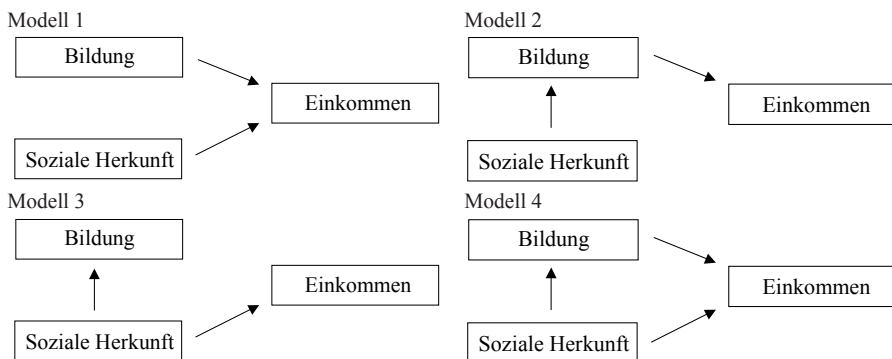 Modell 1
Bildung
Einkommen
Soziale Herkunft
Modell 2
Bildung
Einkommen
Soziale Herkunft
Modell 3
Bildung
Einkommen
Soziale Herkunft
Modell 4
Bildung
Einkommen
Soziale Herkunft